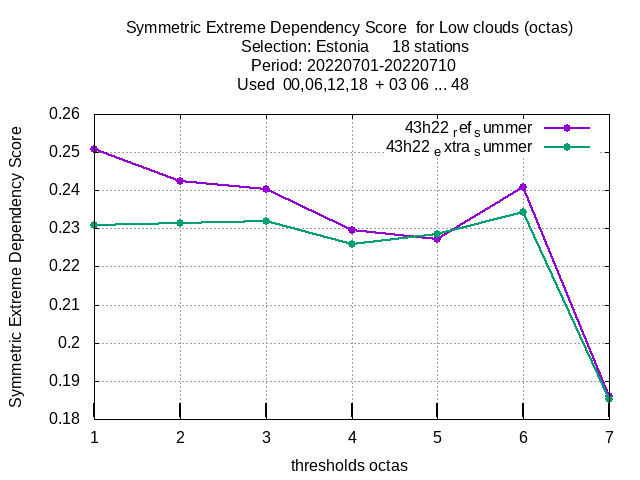 Symmetric Extreme Dependency Score for Low clouds (octas)
Selection: Estonia 18 stations
Period: 20220701-20220710
Used 00,06,12,18 + 03 06 ... 48
43h22 ref summer
43h22 extra summer
Symmetric Extreme Dependency Score
0.26
0.25
0.24
0.23
0.22
0.21
0.2
0.19
0.18
1 2 3 4 5 6 7
thresholds octas